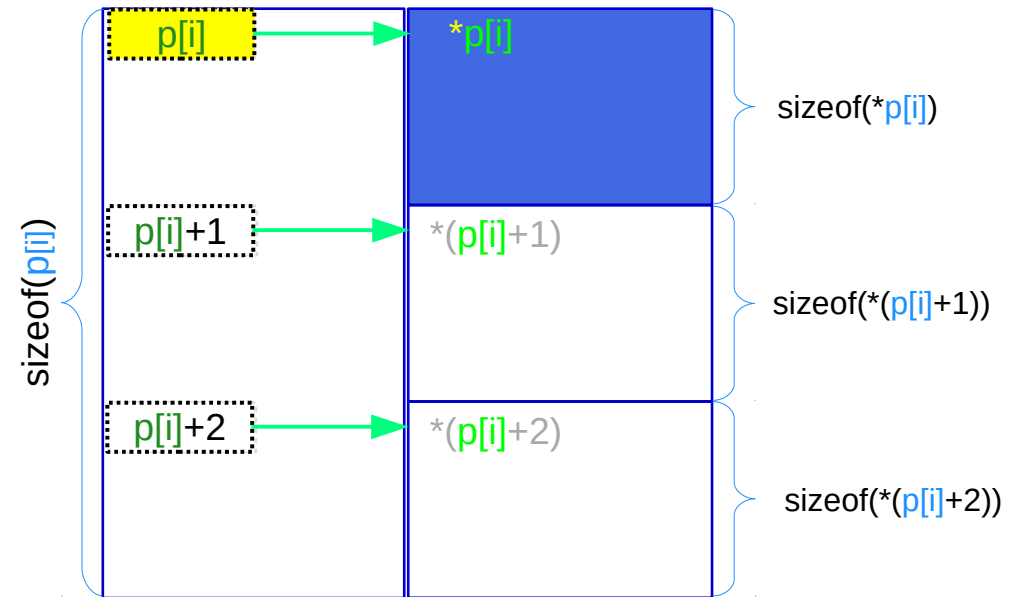 p[i]
*p[i]
sizeof(*p[i])
sizeof(p[i])
p[i]+1
*(p[i]+1)
sizeof(*(p[i]+1))
p[i]+2
*(p[i]+2)
sizeof(*(p[i]+2))